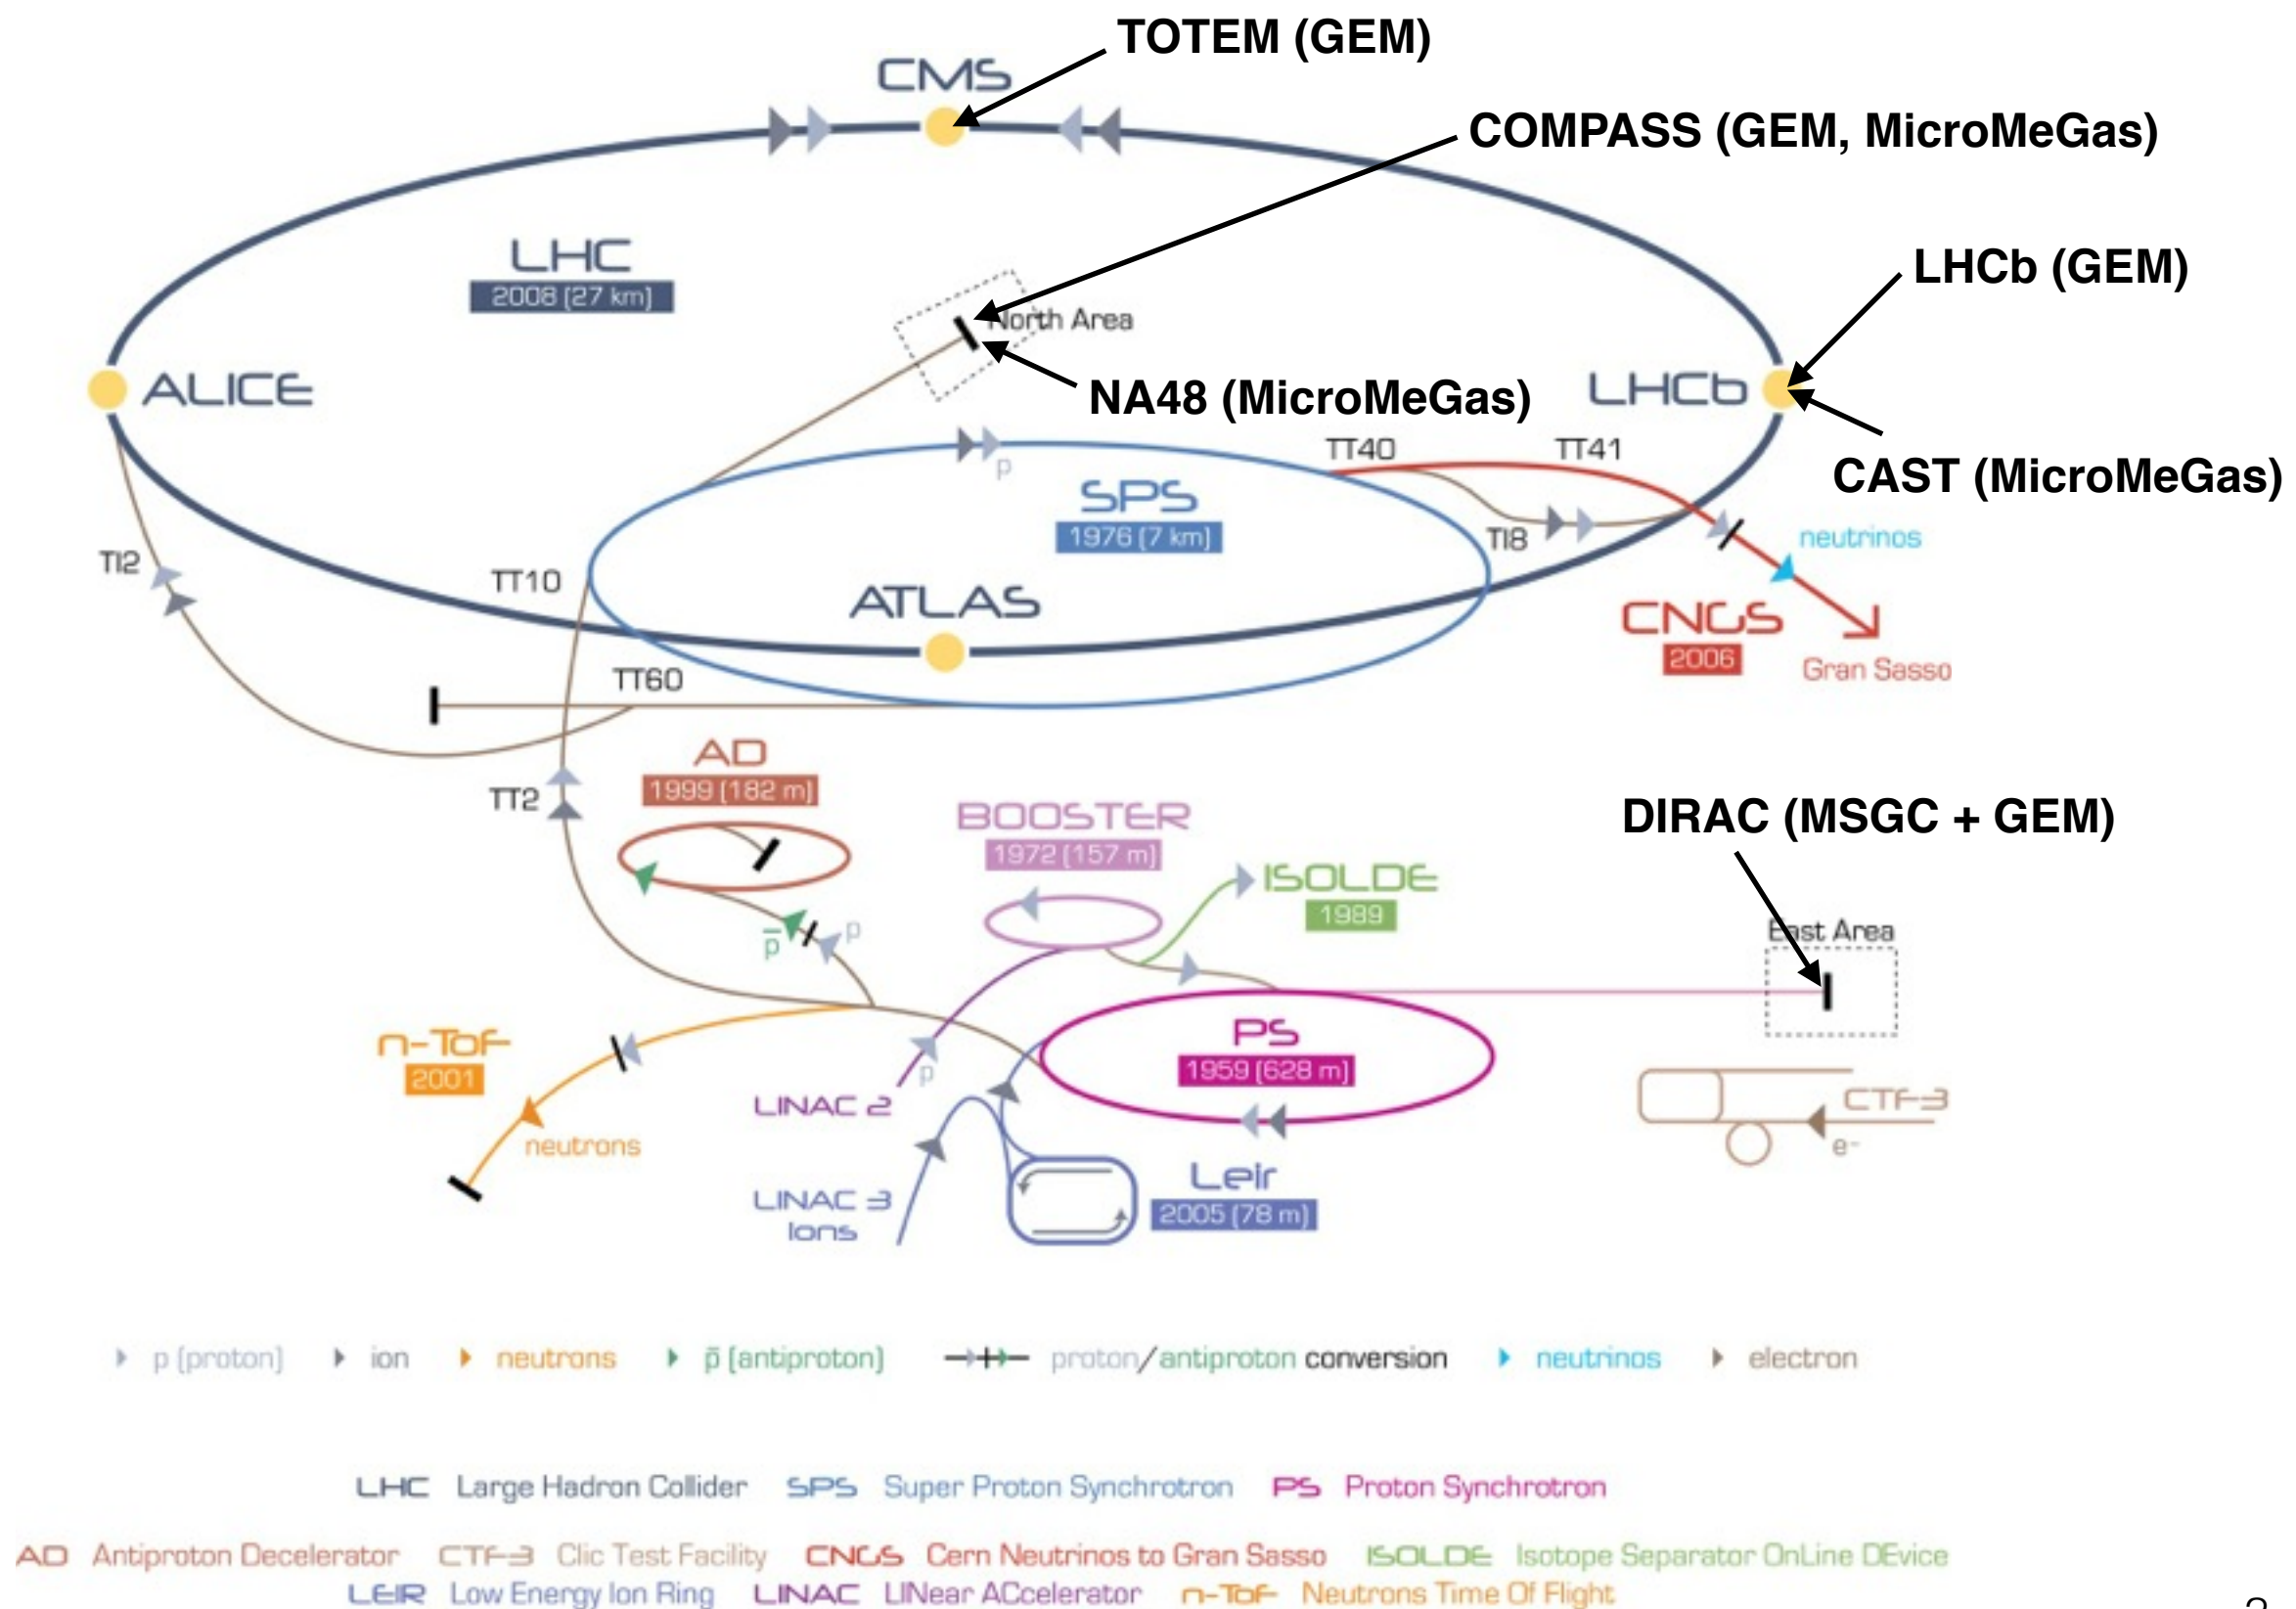 TOTEM (GEM)
CMS
COMPASS (GEM, MicroMeGas)
LHC
2008 (27 km)
LHCb (GEM)
North Area
ALICE
NA48 (MicroMeGas)
LHCb
CAST (MicroMeGas)
TT40
TT41
p
SPS
1976 (7 km)
TI8
neutrinos
TI2
TT10
ATLAS
CNGS
2006
Gran Sasso
TT60
AD
1999 (182 m)
TT2
BOOSTER
1972 (157 m)
DIRAC (MSGC + GEM)
ISOLDE
1989
East Area
p̅
p
n-ToF
2001
PS
1959 (628 m)
p
LINAC 2
CTF-3
e-
neutrons
LINAC 3
Ions
Leir
2005 (78 m)
p (proton) ion neutrons p̅ (antiproton) proton/antiproton conversion neutrinos electron
LHC Large Hadron Collider SPS Super Proton Synchrotron PS Proton Synchrotron
AD Antiproton Decelerator CTF-3 Clic Test Facility CNGS Cern Neutrinos to Gran Sasso ISOLDE Isotope Separator OnLine DEvice
LEIR Low Energy Ion Ring LINAC LINear ACcelerator n-ToF Neutrons Time Of Flight